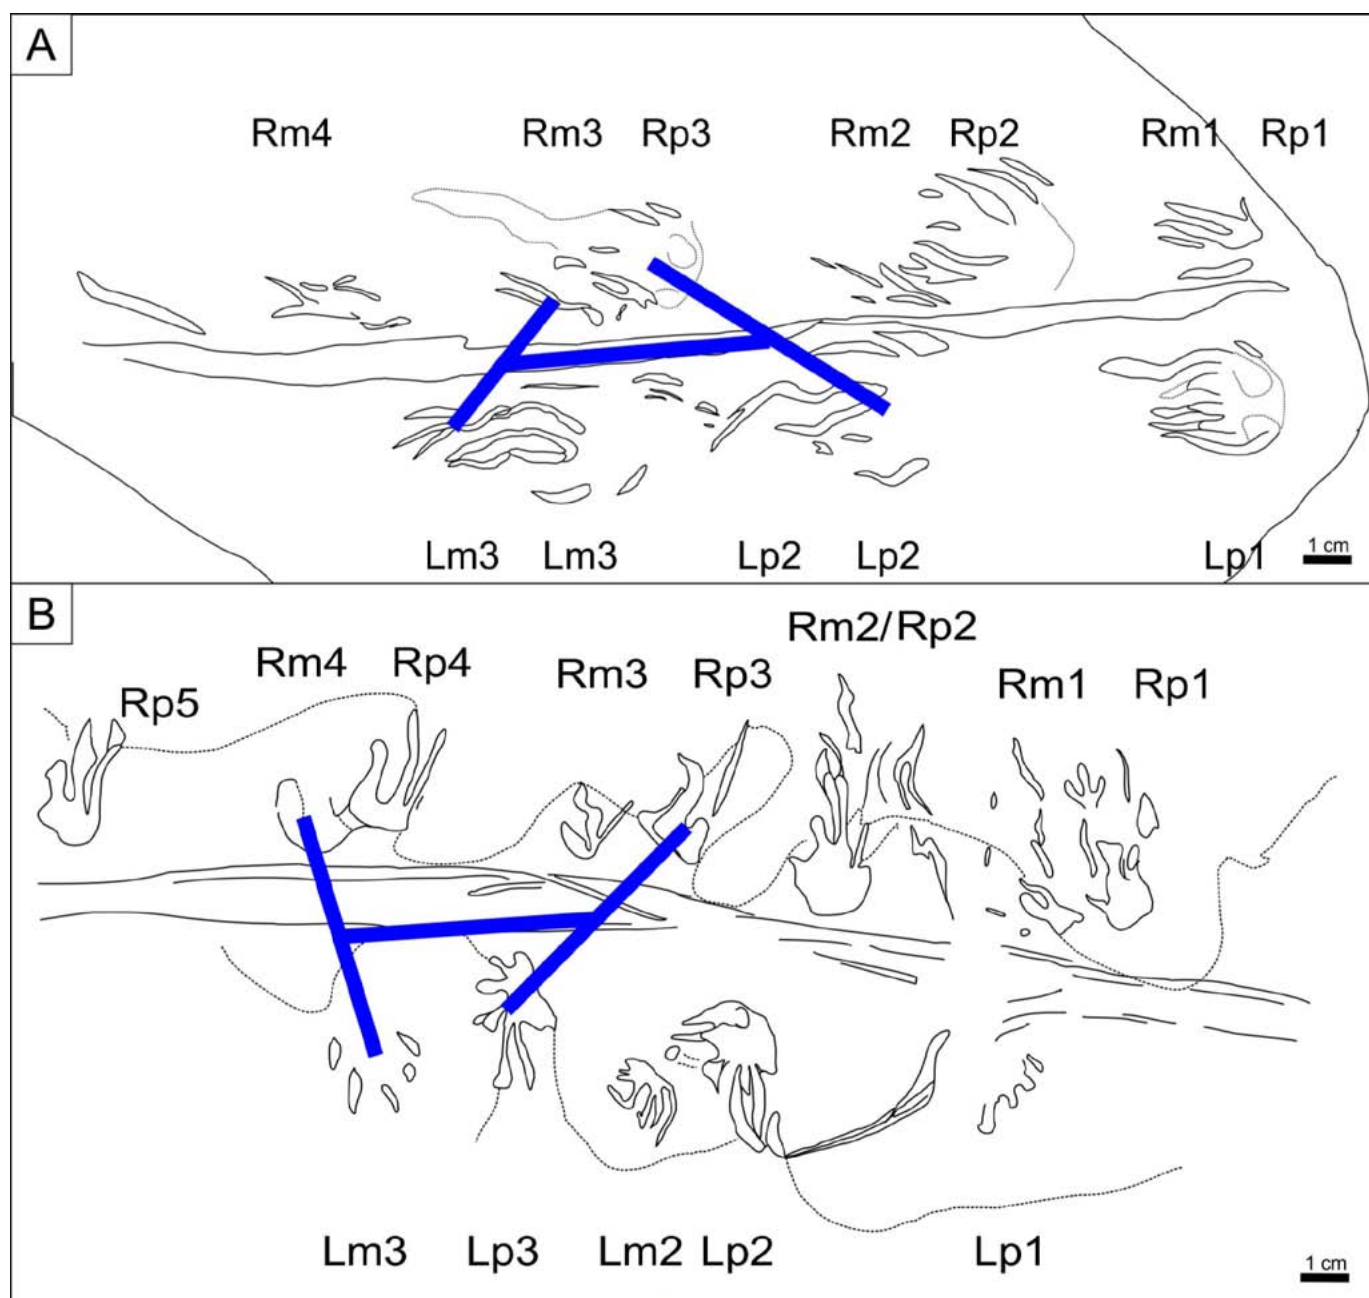 A
Rm4 Rm3 Rp3 Rm2 Rp2 Rm1 Rp1
Lm3 Lm3 Lp2 Lp2 Lp1 1 cm
B
Rm2/Rp2
Rp5 Rm4 Rp4 Rm3 Rp3 Rm1 Rp1
Lm3 Lp3 Lm2 Lp2 Lp1 1 cm